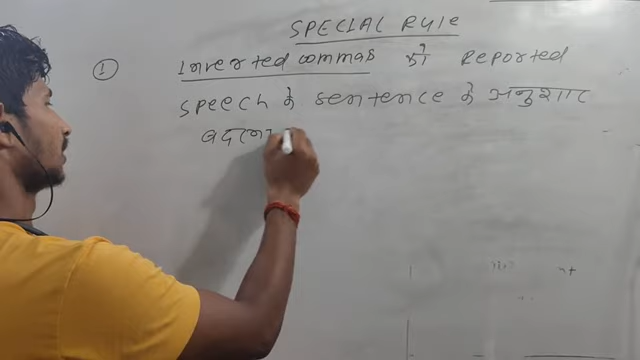 SPECIAL RULE
① Inverted commas को Reported
Speech के sentence के अनुसार
बदला